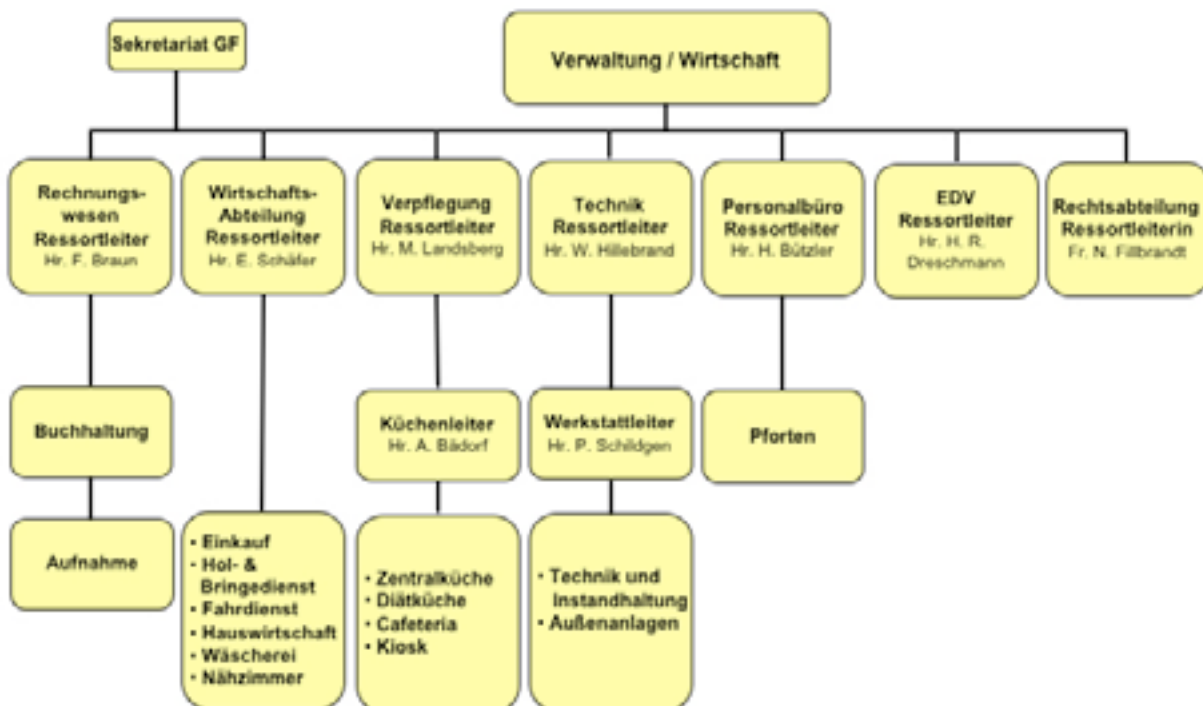 Sekretariat GF
Verwaltung / Wirtschaft
Rechnungs-
wesen
Ressortleiter
Hr. F. Braun
Wirtschafts-
Abteilung
Ressortleiter
Hr. E. Schäfer
Verpflegung
Ressortleiter
Hr. M. Landsberg
Technik
Ressortleiter
Hr. W. Hillebrand
Personalbüro
Ressortleiter
Hr. H. Bützler
EDV
Ressortleiter
Hr. H. R.
Dreschmann
Rechtsabteilung
Ressortleiterin
Fr. N. Fillbrandt
Buchhaltung
Küchenleiter
Hr. A. Bädorf
Werkstattleiter
Hr. P. Schildgen
Pforten
Aufnahme
• Einkauf
• Hol- &
Bringedienst
• Fahrdienst
• Hauswirtschaft
• Wäscherei
• Nähzimmer
• Zentralküche
• Diätküche
• Cafeteria
• Kiosk
• Technik und
Instandhaltung
• Außenanlagen